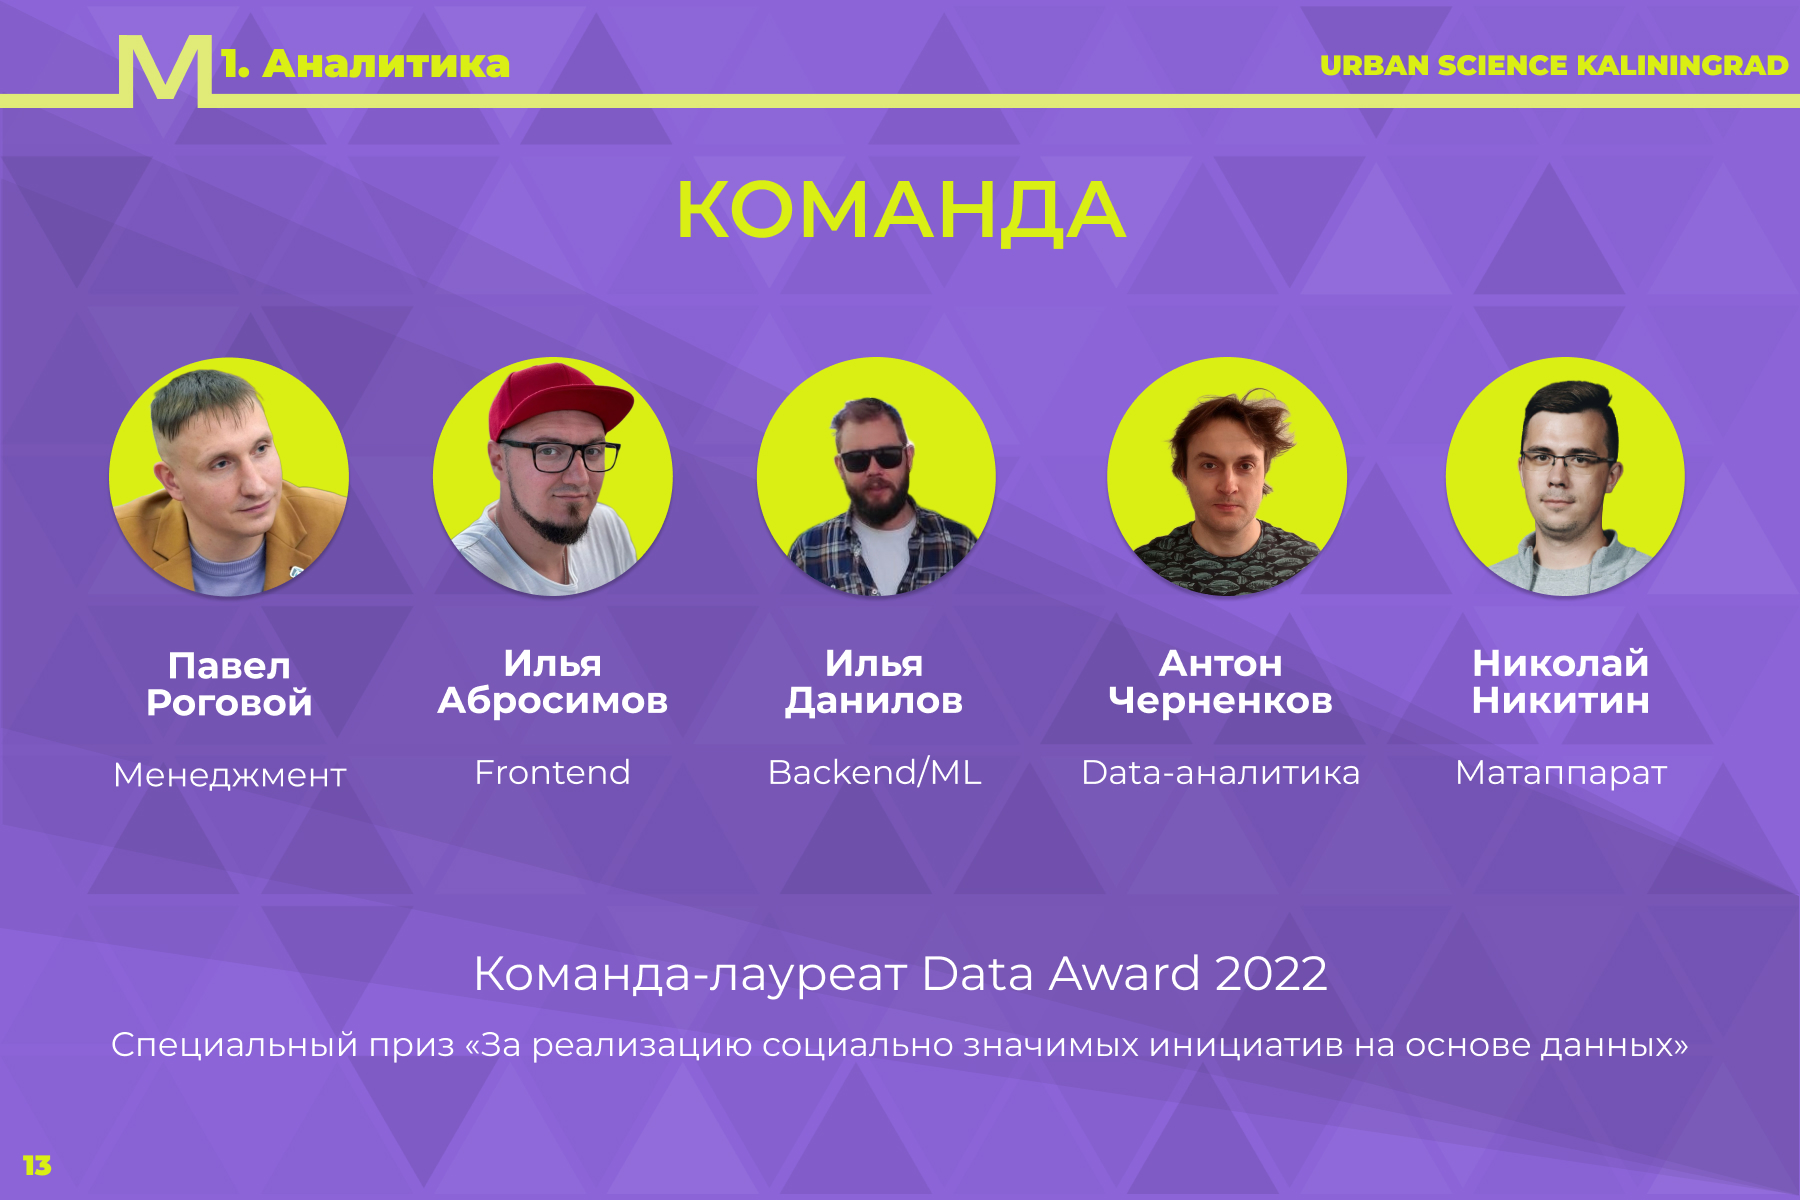 М1. Аналитика
URBAN SCIENCE KALININGRAD
КОМАНДА
Павел
Роговой
Менеджмент
Илья
Абросимов
Frontend
Илья
Данилов
Backend/ML
Антон
Черненков
Data-аналитика
Николай
Никитин
Матаппарат
Команда-лауреат Data Award 2022
Специальный приз «За реализацию социально значимых инициатив на основе данных»
13